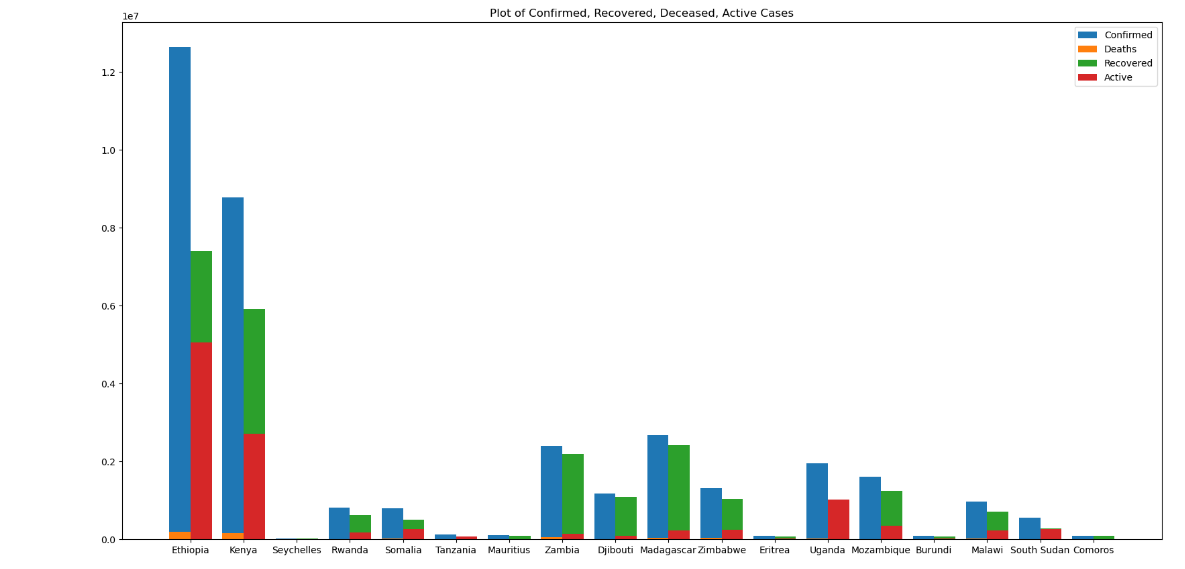 Plot of Confirmed, Recovered, Deceased, Active Cases
1e7
Confirmed
Deaths
Recovered
Active
1.2
1.0
0.8
0.6
0.4
0.2
0.0
Ethiopia Kenya Seychelles Rwanda Somalia Tanzania Mauritius Zambia Djibouti Madagascar Zimbabwe Eritrea Uganda Mozambique Burundi Malawi South Sudan Comoros